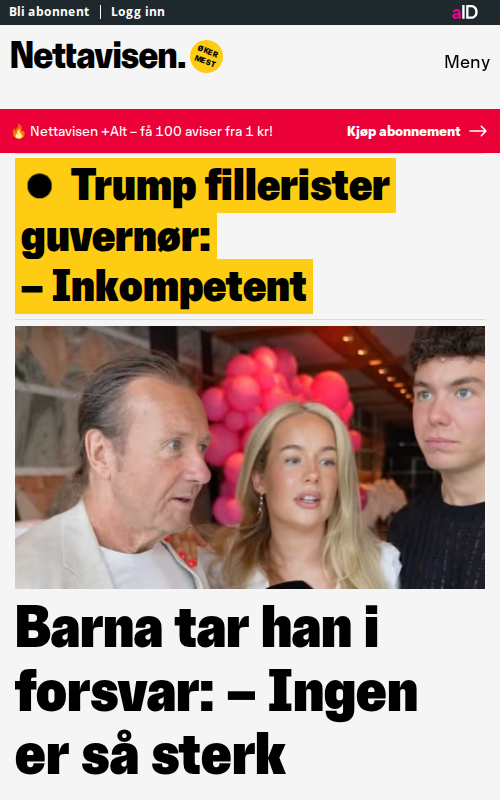 Bli abonnent | Logg inn
aID
Nettavisen.
ØKER
MEST
Meny
🔥 Nettavisen +Alt – få 100 aviser fra 1 kr!
Kjøp abonnement →
● Trump fillerister
guvernør:
– Inkompetent
Barna tar han i
forsvar: – Ingen
er så sterk